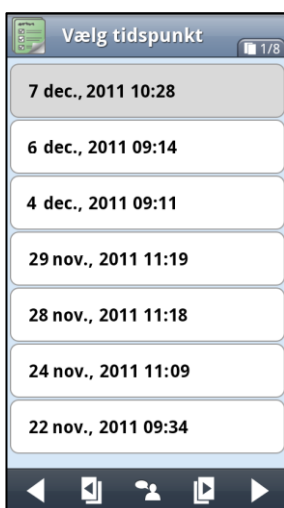 Vælg tidspunkt
1/8
7 dec., 2011 10:28
6 dec., 2011 09:14
4 dec., 2011 09:11
29 nov., 2011 11:19
28 nov., 2011 11:18
24 nov., 2011 11:09
22 nov., 2011 09:34